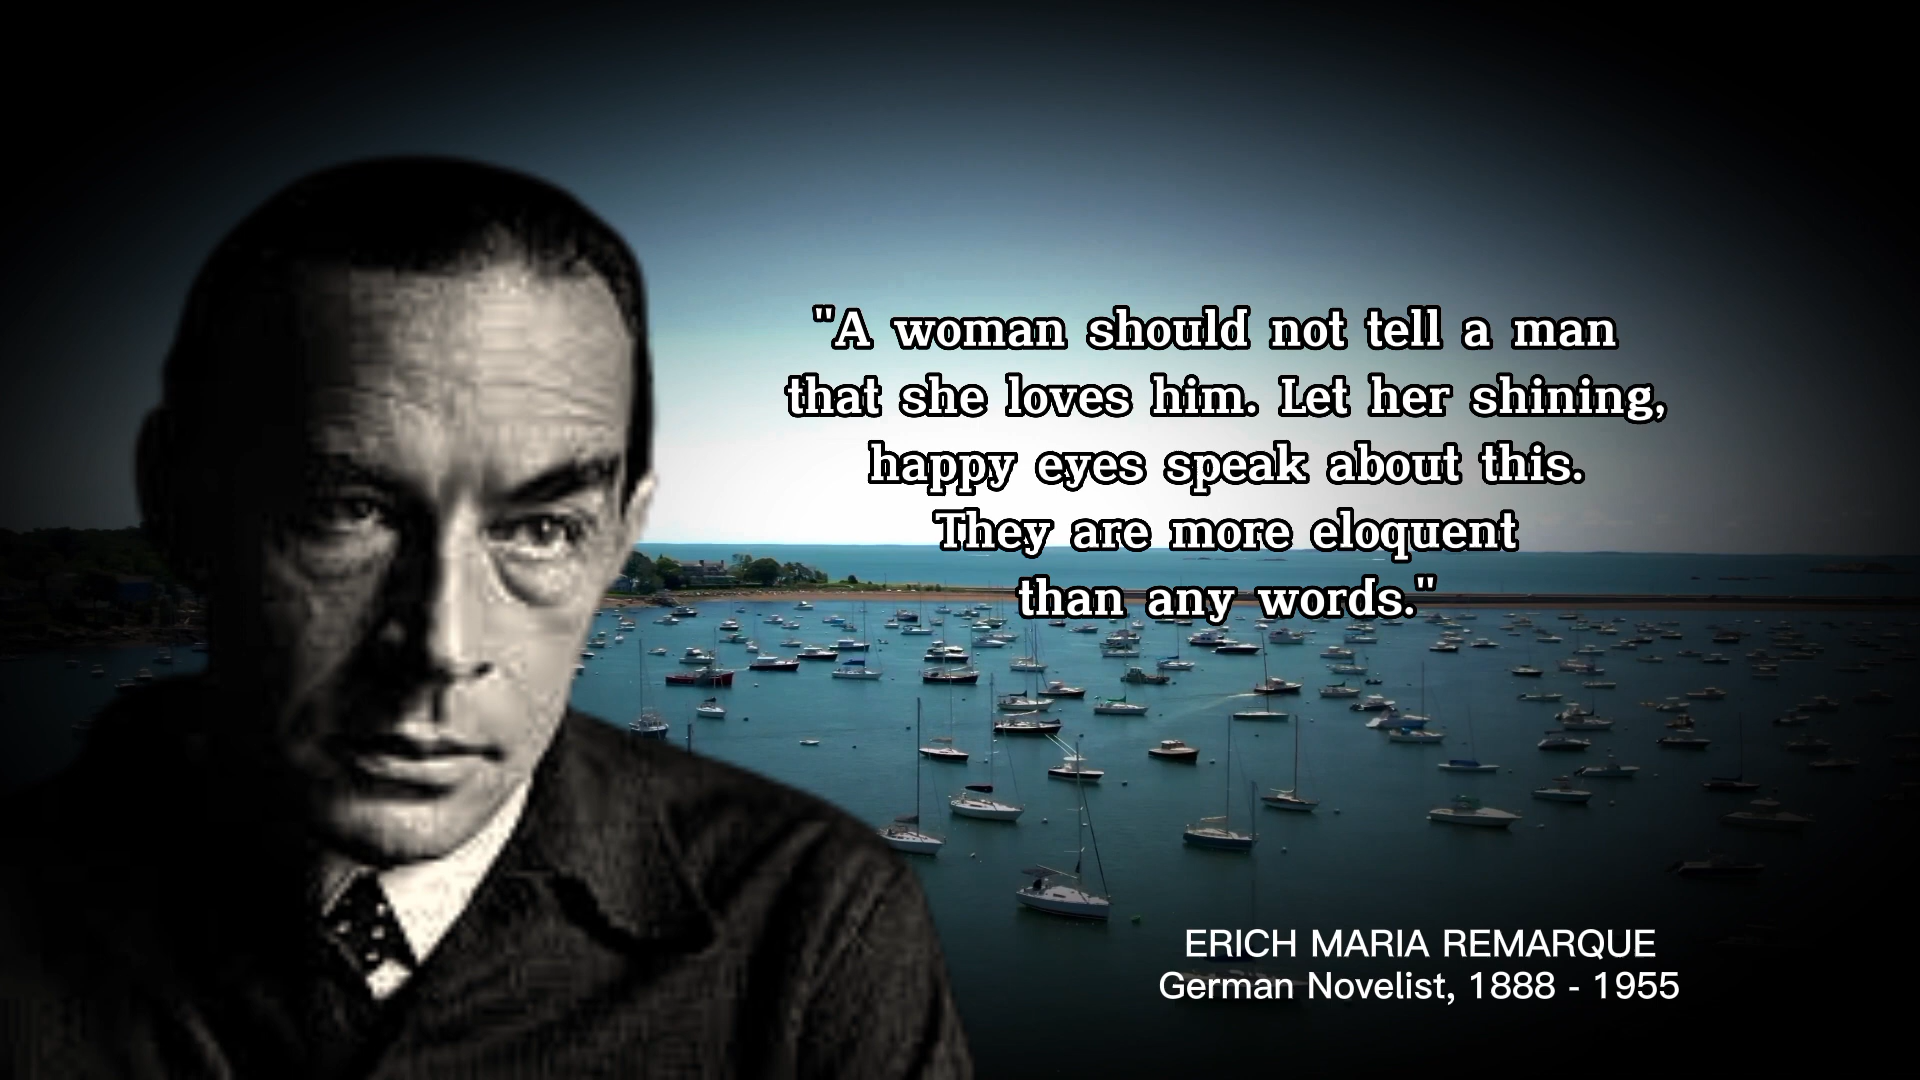 "A woman should not tell a man
that she loves him. Let her shining,
happy eyes speak about this.
They are more eloquent
than any words."
ERICH MARIA REMARQUE
German Novelist, 1888 - 1955